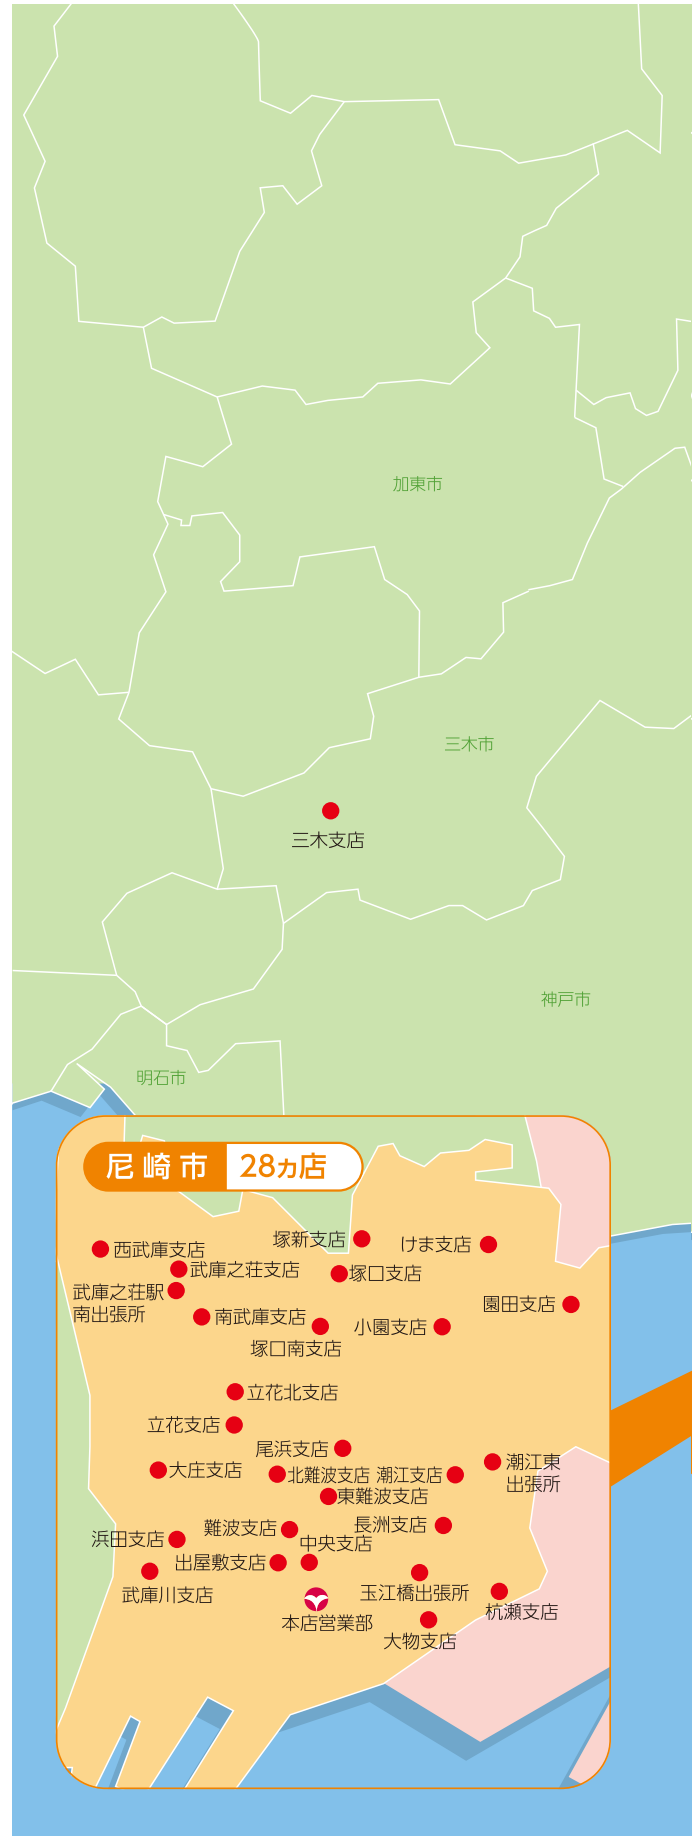 加東市
三木市
三木支店
神戸市
明石市
尼崎市 28ヵ店
塚新支店
けま支店
西武庫支店
武庫之荘支店
塚口支店
武庫之荘駅
南出張所
園田支店
南武庫支店
小園支店
塚口南支店
立花北支店
立花支店
尾浜支店
潮江東
出張所
大庄支店
北難波支店
潮江支店
東難波支店
長洲支店
難波支店
浜田支店
中央支店
出屋敷支店
武庫川支店
玉江橋出張所
杭瀬支店
本店営業部
大物支店